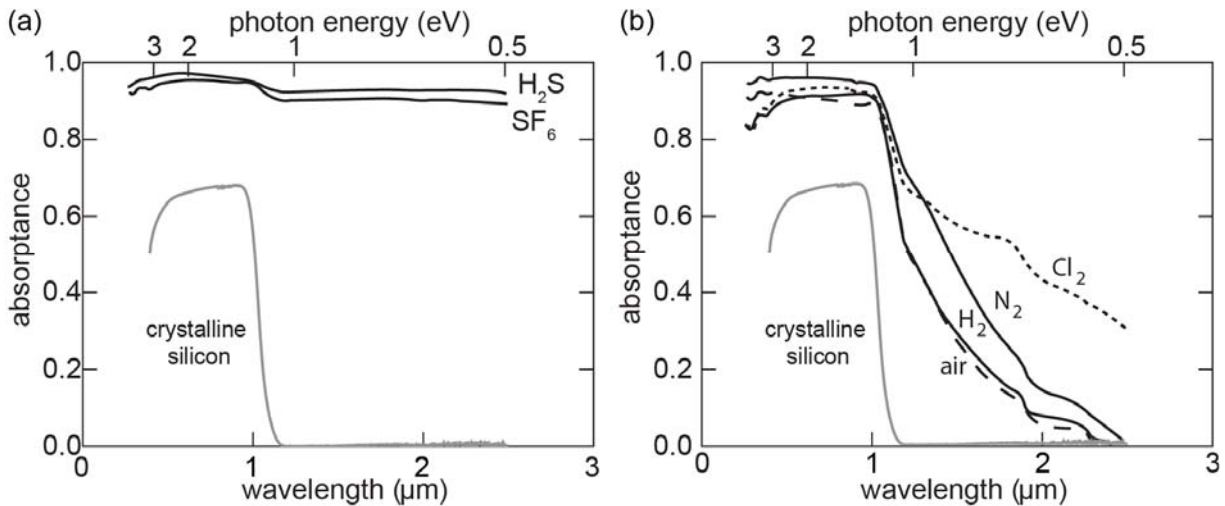 (a)
photon energy (eV)
3 2 1 0.5
1.0
0.8
0.6
0.4
0.2
0.0
absorptance
H₂S
SF₆
crystalline
silicon
0 1 2 3
wavelength (µm)
(b)
photon energy (eV)
3 2 1 0.5
1.0
0.8
0.6
0.4
0.2
0.0
absorptance
Cl₂
N₂
H₂
air
crystalline
silicon
0 1 2 3
wavelength (µm)